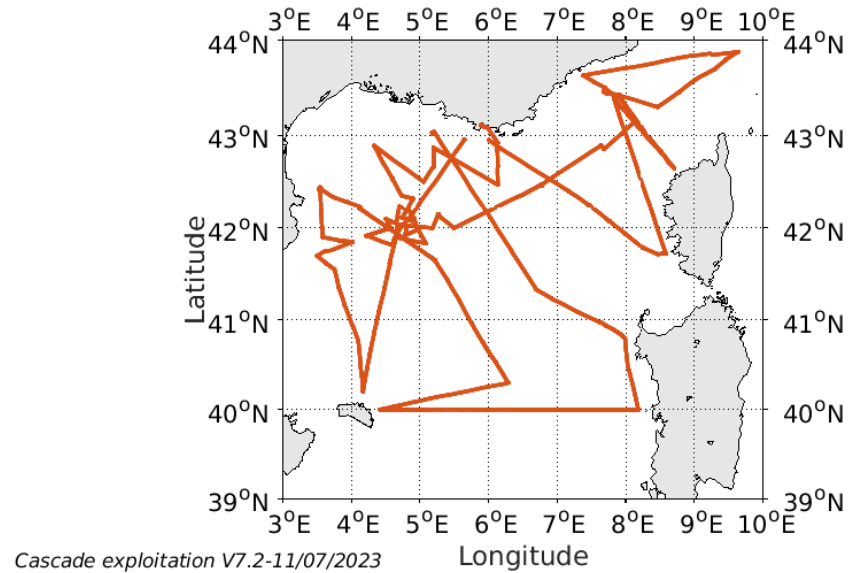 3°E 4°E 5°E 6°E 7°E 8°E 9°E 10°E
44°N 44°N
43°N 43°N
42°N 42°N
Latitude
41°N 41°N
40°N 40°N
39°N 39°N
3°E 4°E 5°E 6°E 7°E 8°E 9°E 10°E
Longitude
Cascade exploitation V7.2-11/07/2023